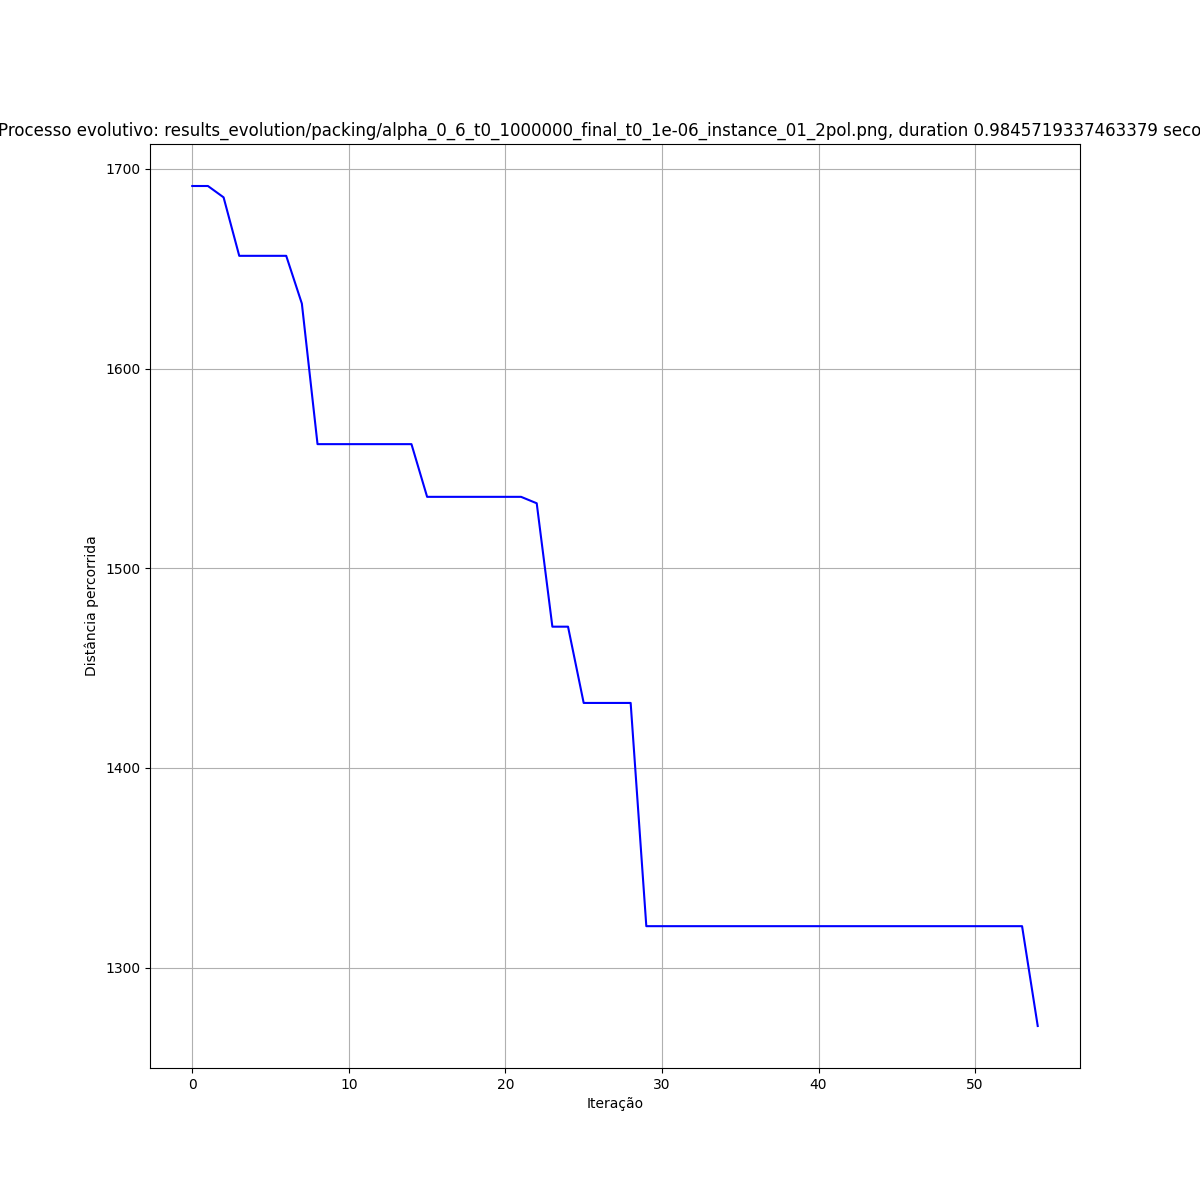 Processo evolutivo: results_evolution/packing/alpha_0_6_t0_1000000_final_t0_1e-06_instance_01_2pol.png, duration 0.9845719337463379 seco
1700
1600
1500
1400
1300
Distância percorrida
0 10 20 30 40 50
Iteração